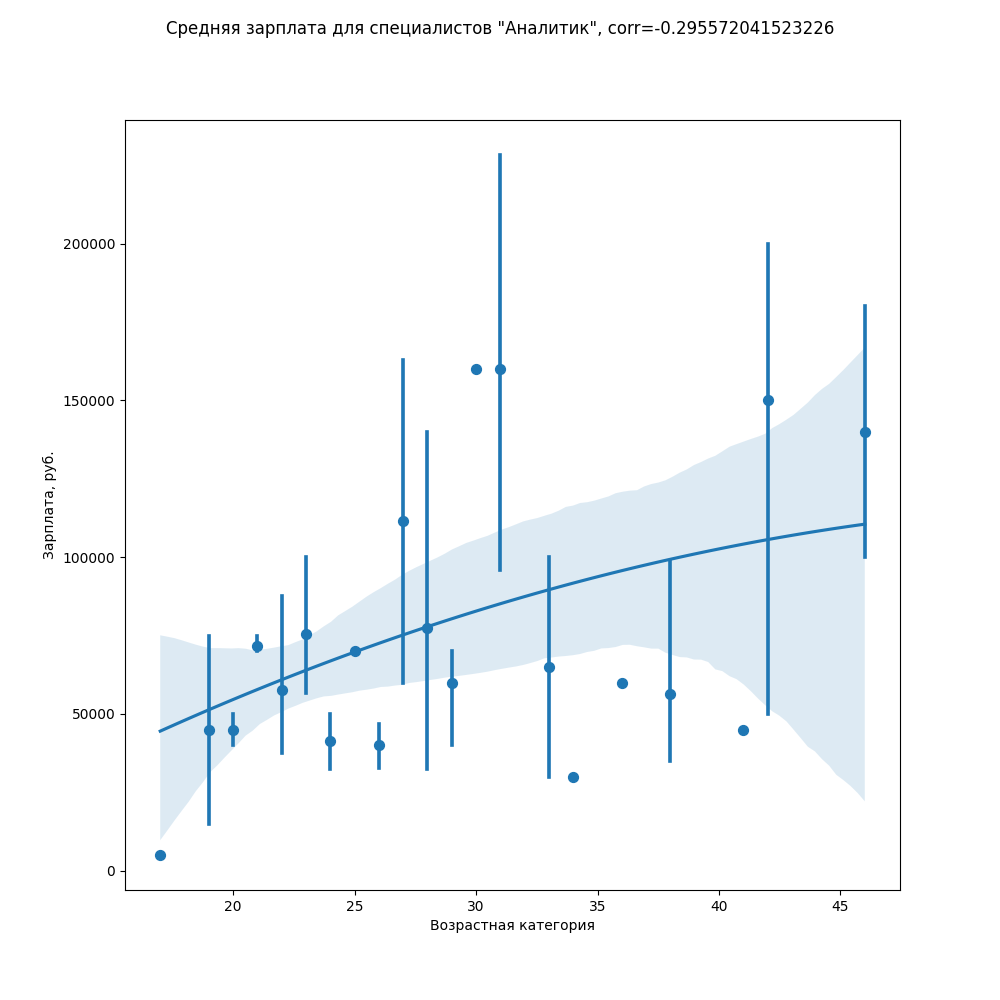 Средняя зарплата для специалистов "Аналитик", corr=-0.295572041523226
200000
150000
100000
50000
0
Зарплата, руб.
20 25 30 35 40 45
Возрастная категория